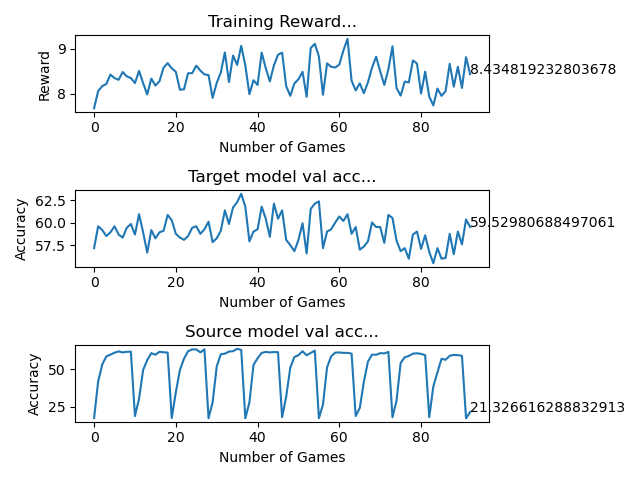 Training Reward...
Reward
9
8
8.434819232803678
0 20 40 60 80
Number of Games
Target model val acc...
Accuracy
62.5
60.0
57.5
59.52980688497061
0 20 40 60 80
Number of Games
Source model val acc...
Accuracy
50
25
21.326616288832913
0 20 40 60 80
Number of Games